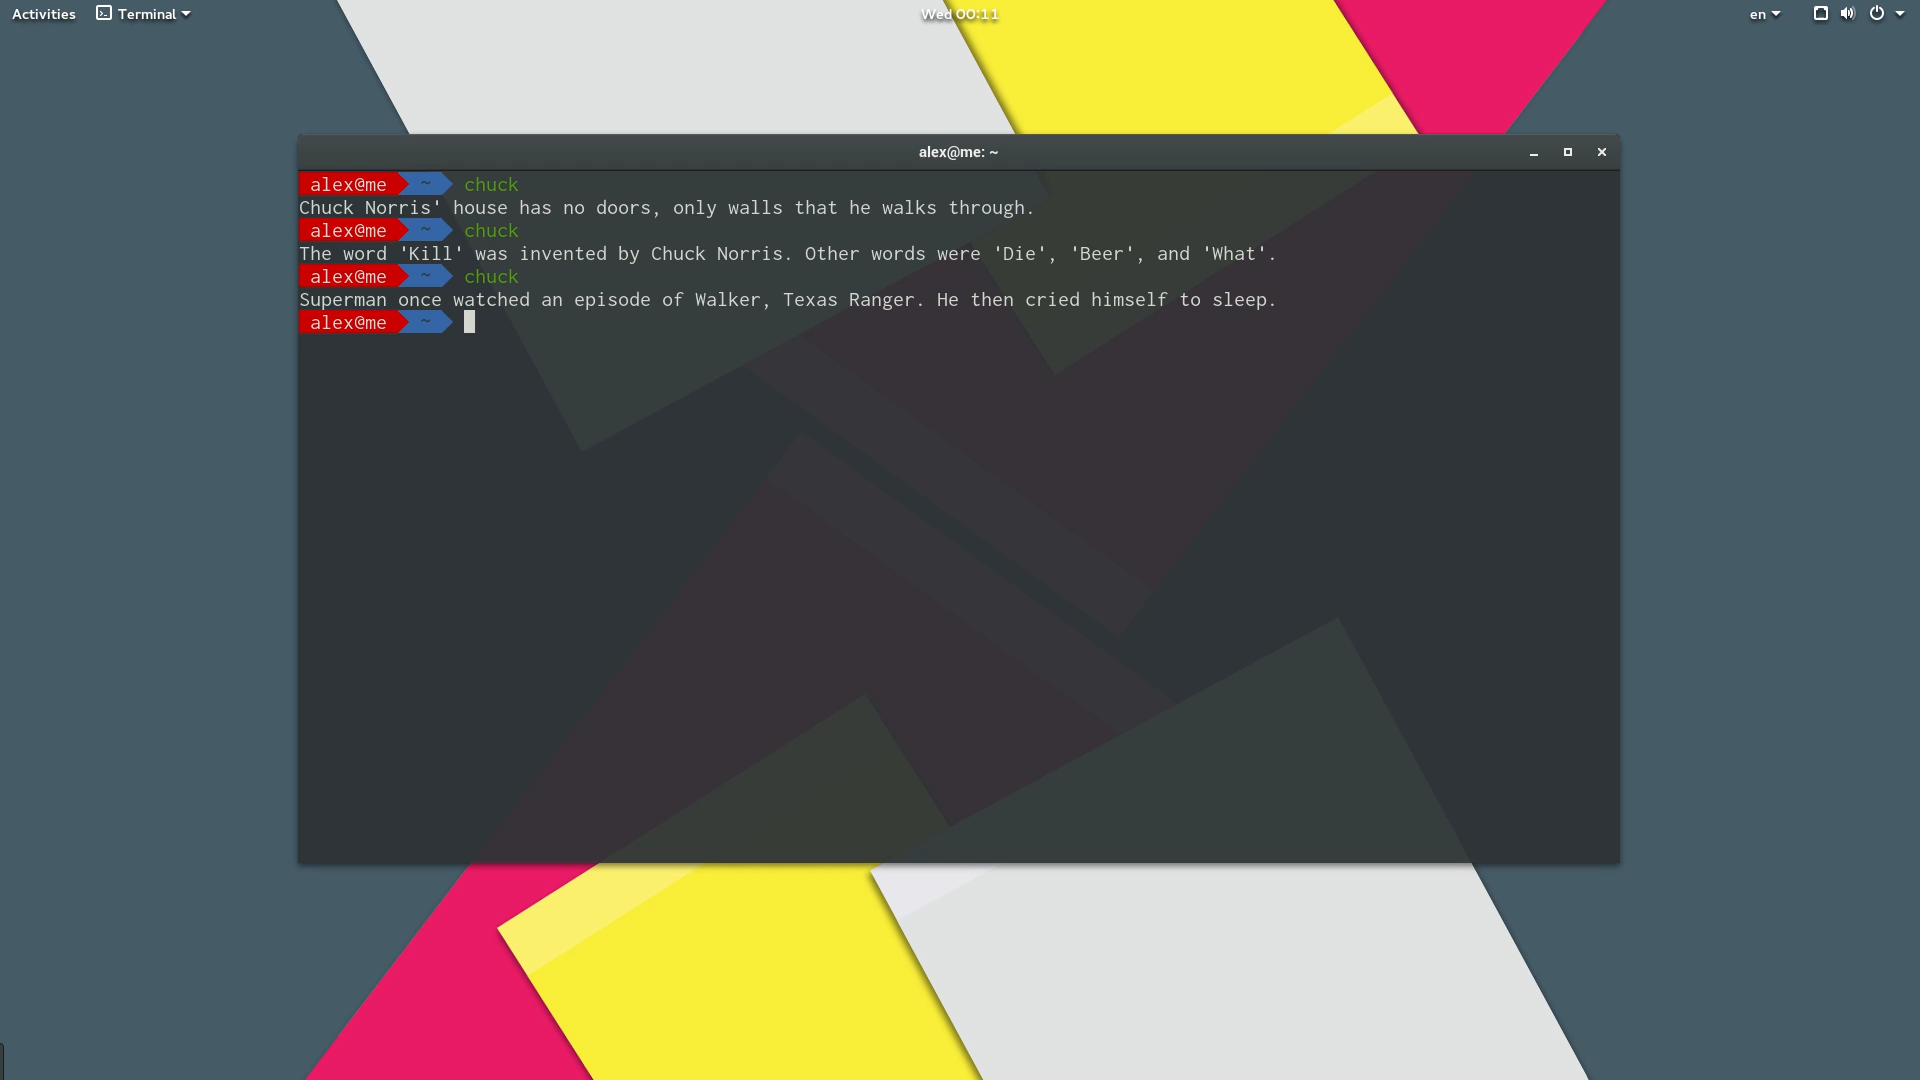 Activities Terminal Wed 00:11 en
alex@me: ~
alex@me ~ chuck
Chuck Norris' house has no doors, only walls that he walks through.
alex@me ~ chuck
The word 'Kill' was invented by Chuck Norris. Other words were 'Die', 'Beer', and 'What'.
alex@me ~ chuck
Superman once watched an episode of Walker, Texas Ranger. He then cried himself to sleep.
alex@me ~